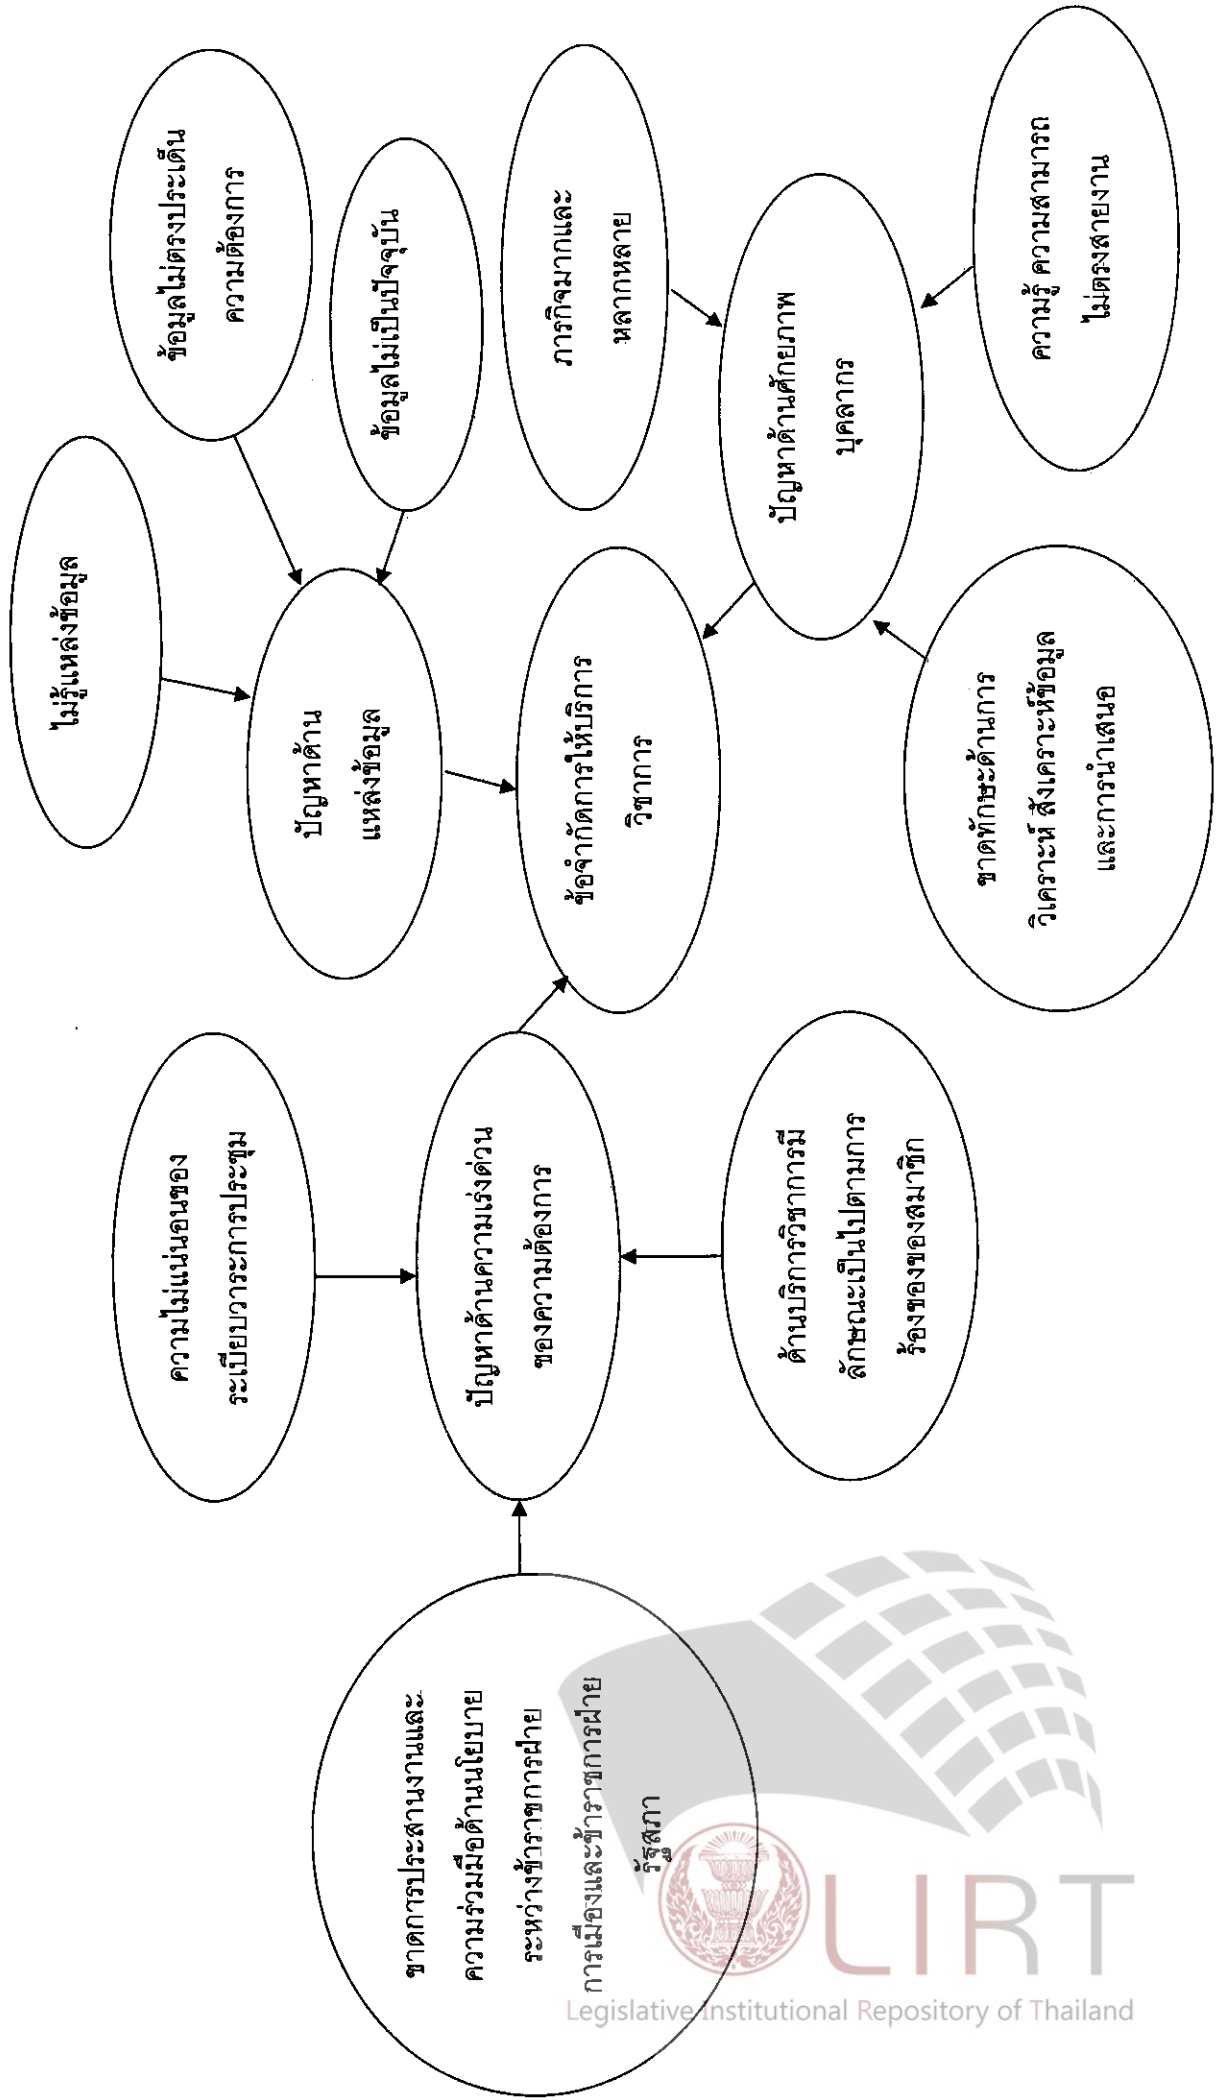 ไม่รู้แหล่งข้อมูล
ข้อมูลไม่ตรงประเด็น
ความต้องการ
ข้อมูลไม่เป็นปัจจุบัน
ปัญหาด้าน
แหล่งข้อมูล
ความไม่แน่นอนของ
ระเบียบวาระการประชุม
ขาดการประสานงานและ
ความร่วมมือด้านนโยบาย
ระหว่างข้าราชการฝ่าย
การเมืองและข้าราชการฝ่าย
รัฐสภา
ปัญหาด้านความเร่งด่วน
ของความต้องการ
ข้อจำกัดการให้บริการ
วิชาการ
ภารกิจมากและ
หลากหลาย
ปัญหาด้านศักยภาพ
บุคลากร
ด้านบริการวิชาการมี
ลักษณะเป็นไปตามการ
ร้องขอของสมาชิก
ขาดทักษะด้านการ
วิเคราะห์ สังเคราะห์ข้อมูล
และการนำเสนอ
ความรู้ ความสามารถ
ไม่ตรงสายงาน
LIRT
Legislative Institutional Repository of Thailand